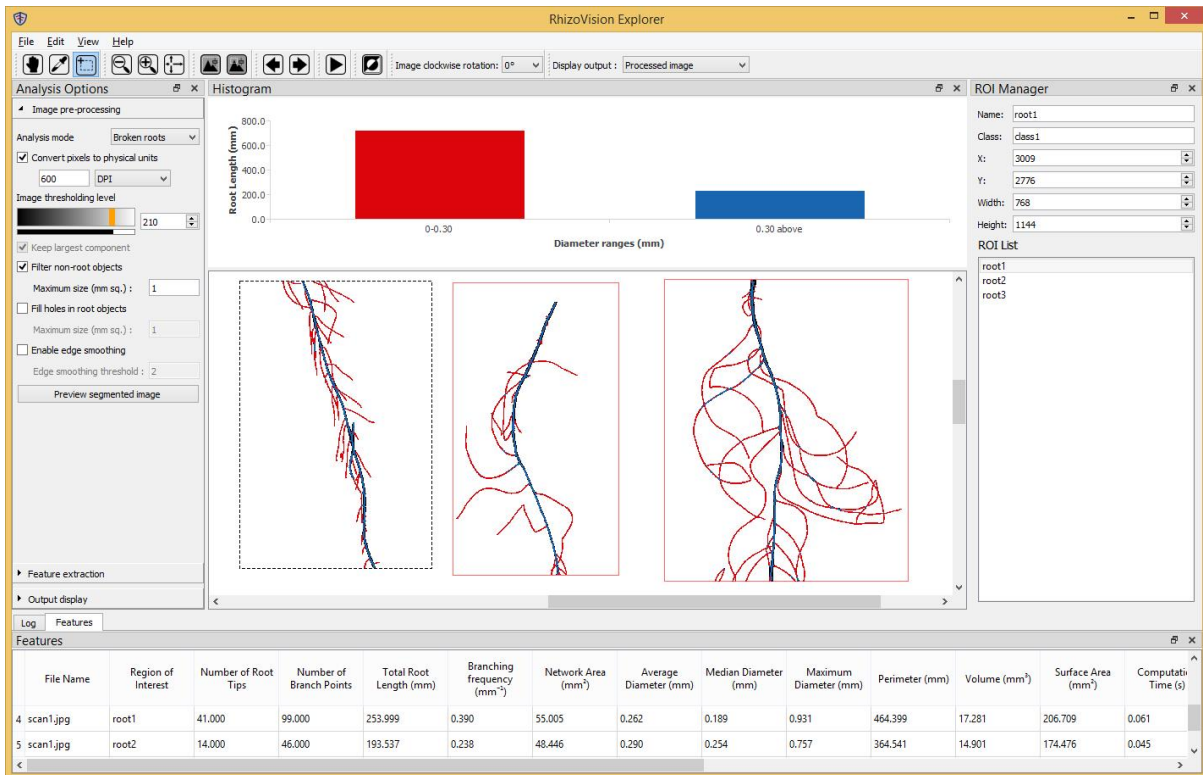 RhizoVision Explorer
File Edit View Help
Image clockwise rotation: 0° Display output : Processed image
Analysis Options
Image pre-processing
Analysis mode Broken roots
Convert pixels to physical units
600 DPI
Image thresholding level
210
Keep largest component
Filter non-root objects
Maximum size (mm sq.) : 1
Fill holes in root objects
Maximum size (mm sq.) : 1
Enable edge smoothing
Edge smoothing threshold : 2
Preview segmented image
Feature extraction
Output display
Histogram
Root Length (mm)
800.0
600.0
400.0
200.0
0.0
0-0.30 0.30 above
Diameter ranges (mm)
ROI Manager
Name: root1
Class: class1
X: 3009
Y: 2776
Width: 768
Height: 1144
ROI List
root1
root2
root3
Log Features
Features
File Name Region of Interest Number of Root Tips Number of Branch Points Total Root Length (mm) Branching frequency (mm⁻¹) Network Area (mm²) Average Diameter (mm) Median Diameter (mm) Maximum Diameter (mm) Perimeter (mm) Volume (mm³) Surface Area (mm²) Computati Time (s)
4 scan1.jpg root1 41.000 99.000 253.999 0.390 55.005 0.262 0.189 0.931 464.399 17.281 206.709 0.061
5 scan1.jpg root2 14.000 46.000 193.537 0.238 48.446 0.290 0.254 0.757 364.541 14.901 174.476 0.045